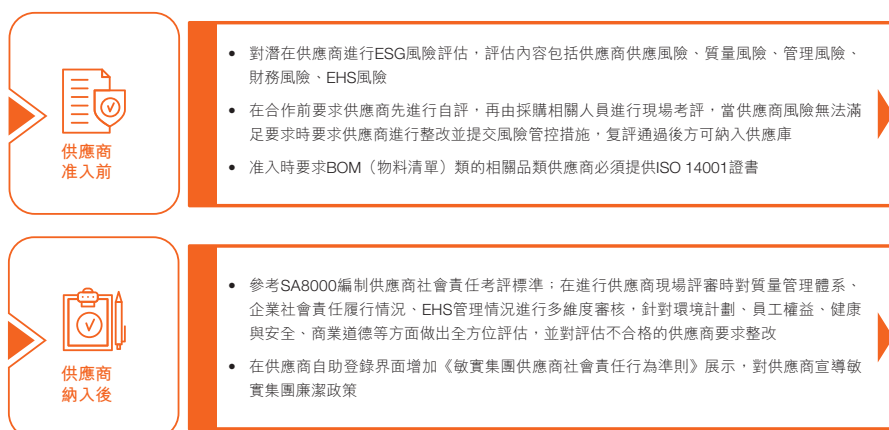 供應商
准入前
• 對潛在供應商進行ESG風險評估，評估內容包括供應商供應風險、質量風險、管理風險、
財務風險、EHS風險
• 在合作前要求供應商先進行自評，再由採購相關人員進行現場考評，當供應商風險無法滿
足要求時要求供應商進行整改並提交風險管控措施，复評通過後方可納入供應庫
• 准入時要求BOM（物料清單）類的相關品類供應商必須提供ISO 14001證書
供應商
納入後
• 參考SA8000編制供應商社會責任考評標準；在進行供應商現場評審時對質量管理體系、
企業社會責任履行情況、EHS管理情況進行多維度審核，針對環境計劃、員工權益、健康
與安全、商業道德等方面做出全方位評估，並對評估不合格的供應商要求整改
• 在供應商自助登錄界面增加《敏實集團供應商社會責任行為準則》展示，對供應商宣導敏
實集團廉潔政策